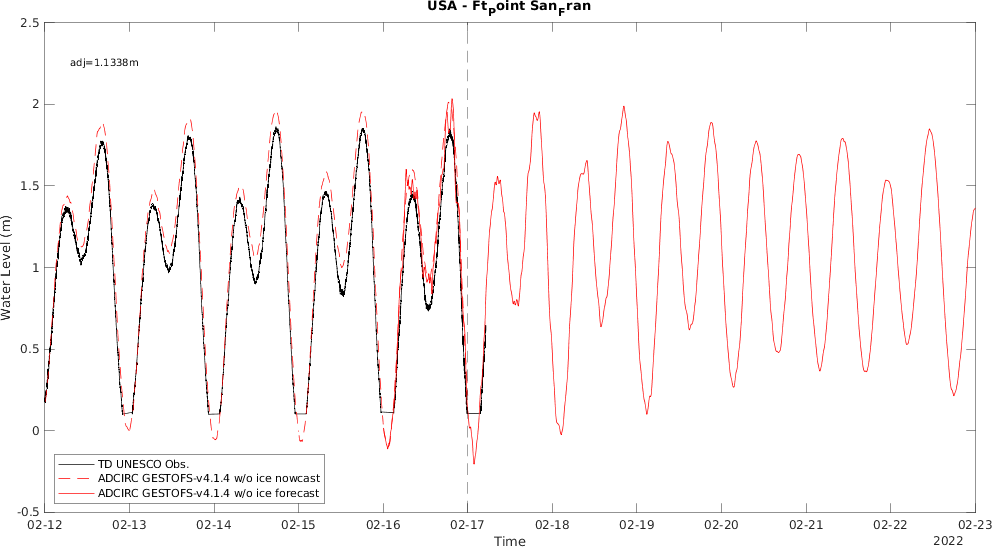 USA - Ft_Point San_Fran
2.5
adj=1.1338m
2
1.5
1
0.5
0
-0.5
Water Level (m)
TD UNESCO Obs.
ADCIRC GESTOFS-v4.1.4 w/o ice nowcast
ADCIRC GESTOFS-v4.1.4 w/o ice forecast
02-12 02-13 02-14 02-15 02-16 02-17 02-18 02-19 02-20 02-21 02-22 02-23
Time
2022